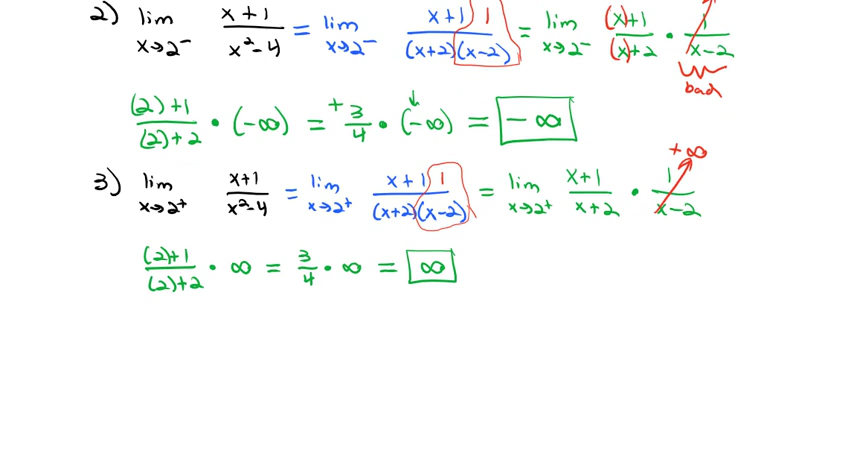 2) lim x→2⁻ (x+1)/(x²-4) = lim x→2⁻ (x+1) 1/((x+2)(x-2)) = lim x→2⁻ ((x)+1)/((x)+2) • 1/(x-2)
bad
((2)+1)/((2)+2) • (-∞) = +3/4 • (-∞) = -∞
+∞
3) lim x→2⁺ (x+1)/(x²-4) = lim x→2⁺ (x+1) 1/((x+2)(x-2)) = lim x→2⁺ (x+1)/(x+2) • 1/(x-2)
((2)+1)/((2)+2) • ∞ = 3/4 • ∞ = ∞